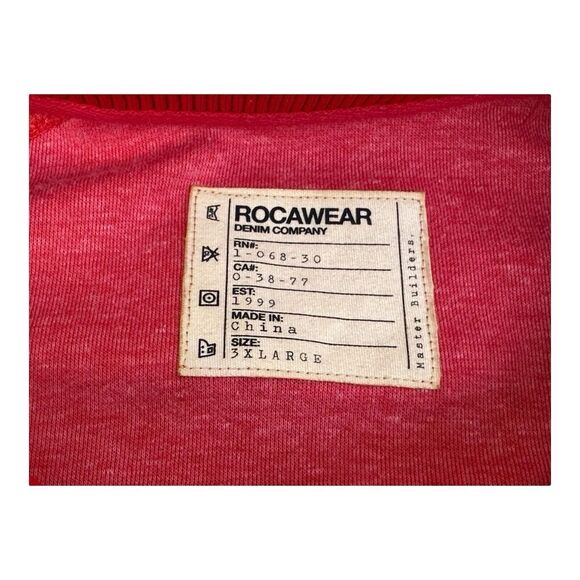 ROCAWEAR
DENIM COMPANY
RN#:
1-068-30
CA#:
0-38-77
EST:
1999
MADE IN:
China
SIZE:
3XLARGE
Master Builders.